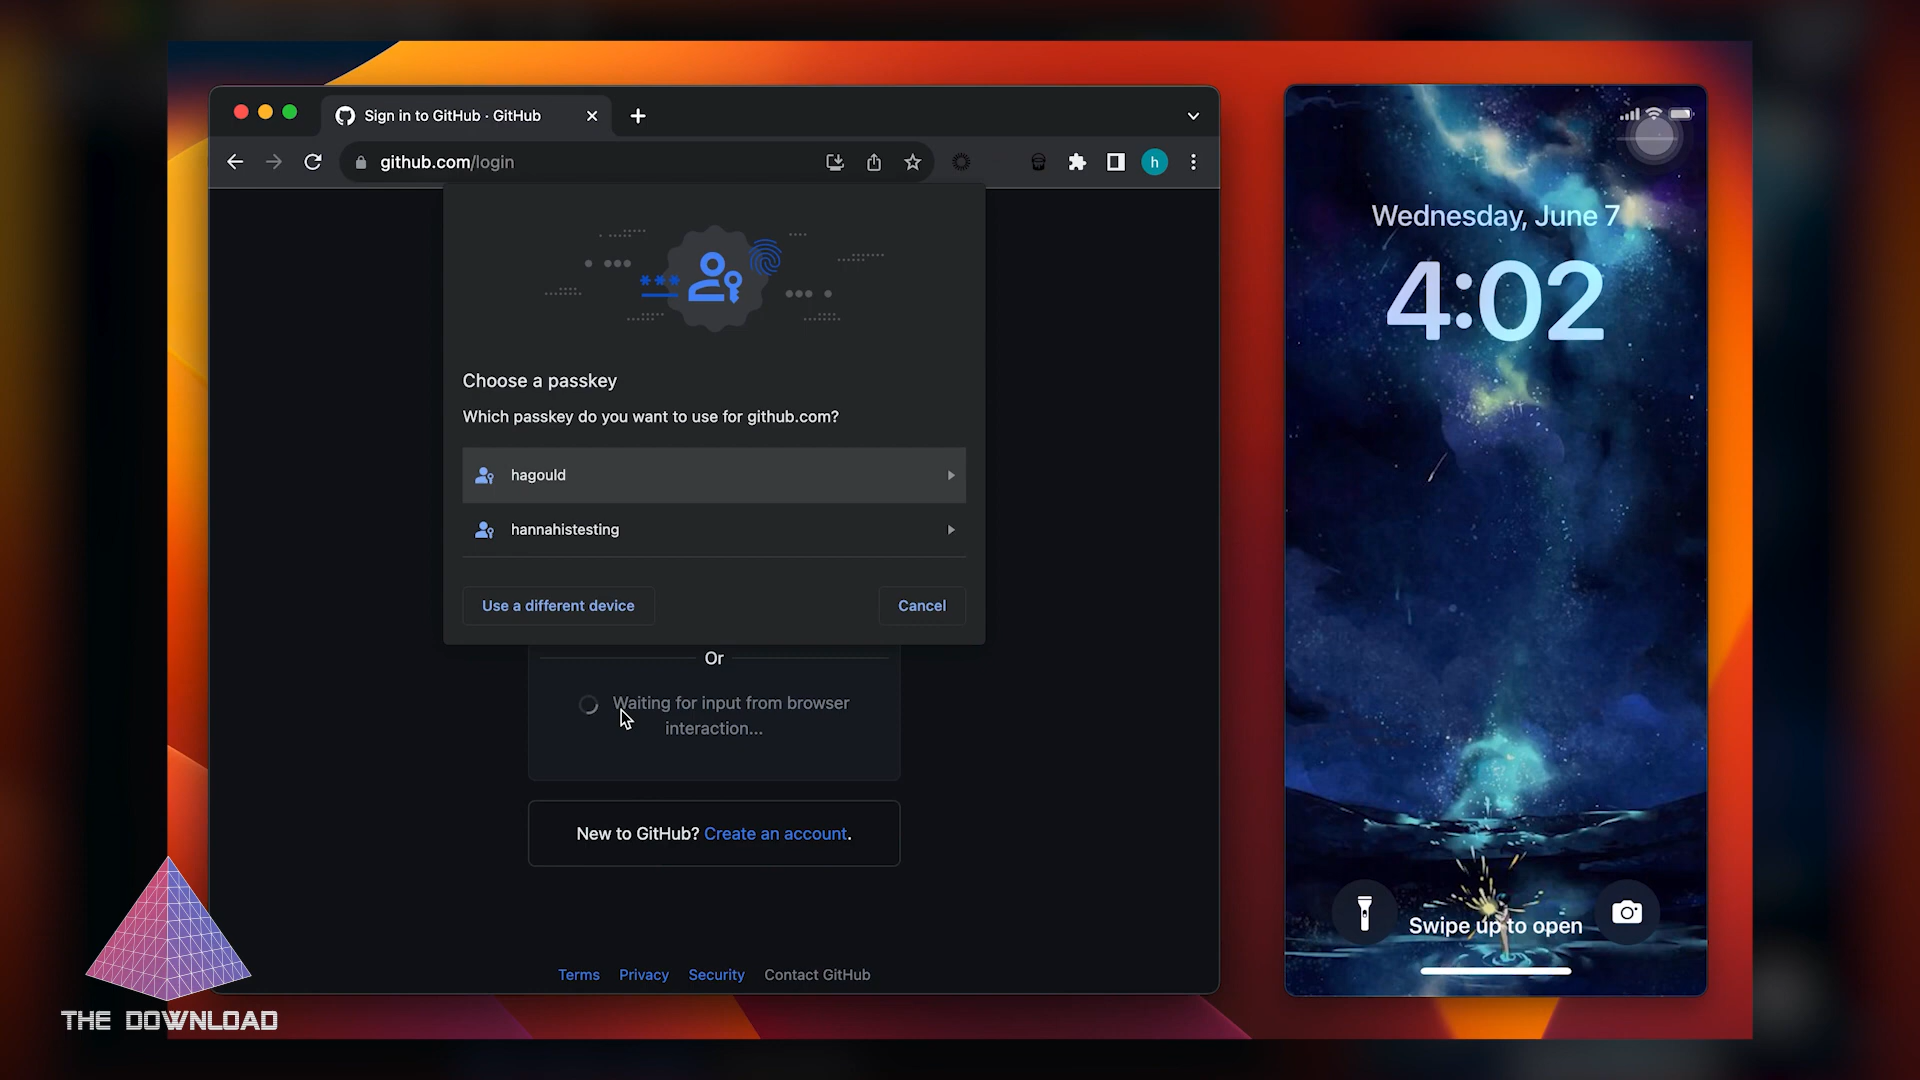 Sign in to GitHub · GitHub
github.com/login
h
Choose a passkey
Which passkey do you want to use for github.com?
hagould
hannahistesting
Use a different device
Cancel
Or
Waiting for input from browser
interaction...
New to GitHub? Create an account.
Terms Privacy Security Contact GitHub
Wednesday, June 7
4:02
Swipe up to open
THE DOWNLOAD